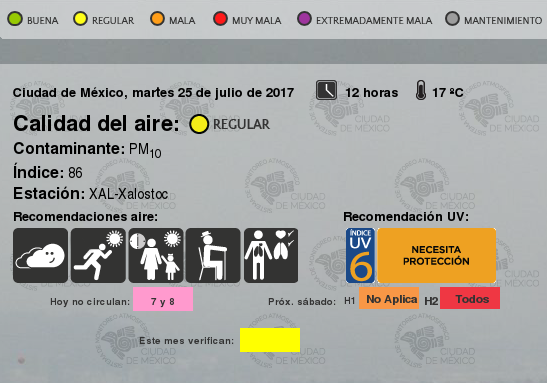 BUENA REGULAR MALA MUY MALA EXTREMADAMENTE MALA MANTENIMIENTO
Ciudad de México, martes 25 de julio de 2017 12 horas 17 ºC
Calidad del aire: REGULAR
Contaminante: PM10
Índice: 86
Estación: XAL-Xalostoc
Recomendaciones aire: Recomendación UV:
ÍNDICE
UV
6
NECESITA
PROTECCIÓN
Hoy no circulan: 7 y 8 Próx. sábado: H1 No Aplica H2 Todos
Este mes verifican: